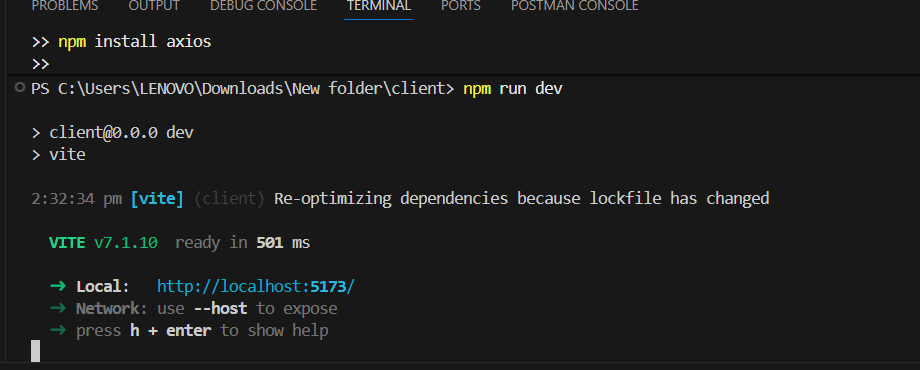 PROBLEMS OUTPUT DEBUG CONSOLE TERMINAL PORTS POSTMAN CONSOLE
>> npm install axios
>>
PS C:\Users\LENOVO\Downloads\New folder\client> npm run dev
> client@0.0.0 dev
> vite
2:32:34 pm [vite] (client) Re-optimizing dependencies because lockfile has changed
VITE v7.1.10 ready in 501 ms
➜ Local: http://localhost:5173/
➜ Network: use --host to expose
➜ press h + enter to show help